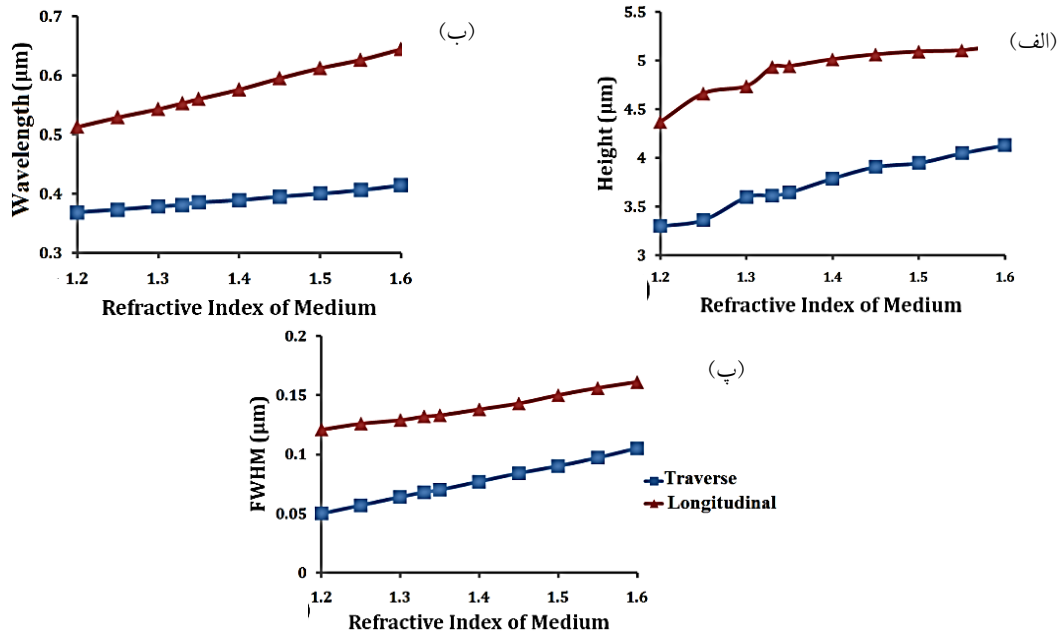 (ب)
Wavelength (μm)
0.7
0.6
0.5
0.4
0.3
1.2 1.3 1.4 1.5 1.6
Refractive Index of Medium
(الف)
Height (μm)
5.5
5
4.5
4
3.5
3
1.2 1.3 1.4 1.5 1.6
Refractive Index of Medium
(پ)
FWHM (μm)
0.2
0.15
0.1
0.05
0
1.2 1.3 1.4 1.5 1.6
Refractive Index of Medium
Traverse
Longitudinal